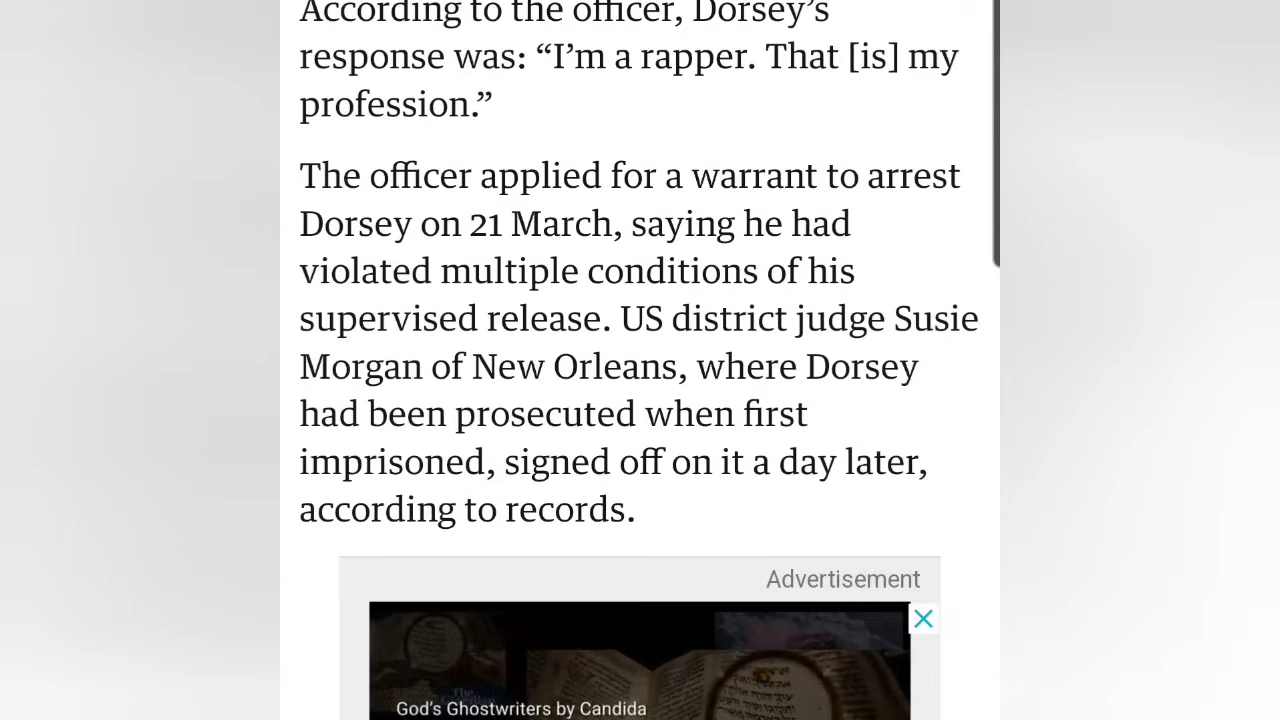 According to the officer, Dorsey’s
response was: “I’m a rapper. That [is] my
profession.”
The officer applied for a warrant to arrest
Dorsey on 21 March, saying he had
violated multiple conditions of his
supervised release. US district judge Susie
Morgan of New Orleans, where Dorsey
had been prosecuted when first
imprisoned, signed off on it a day later,
according to records.
Advertisement
The
God’s Ghostwriters by Candida